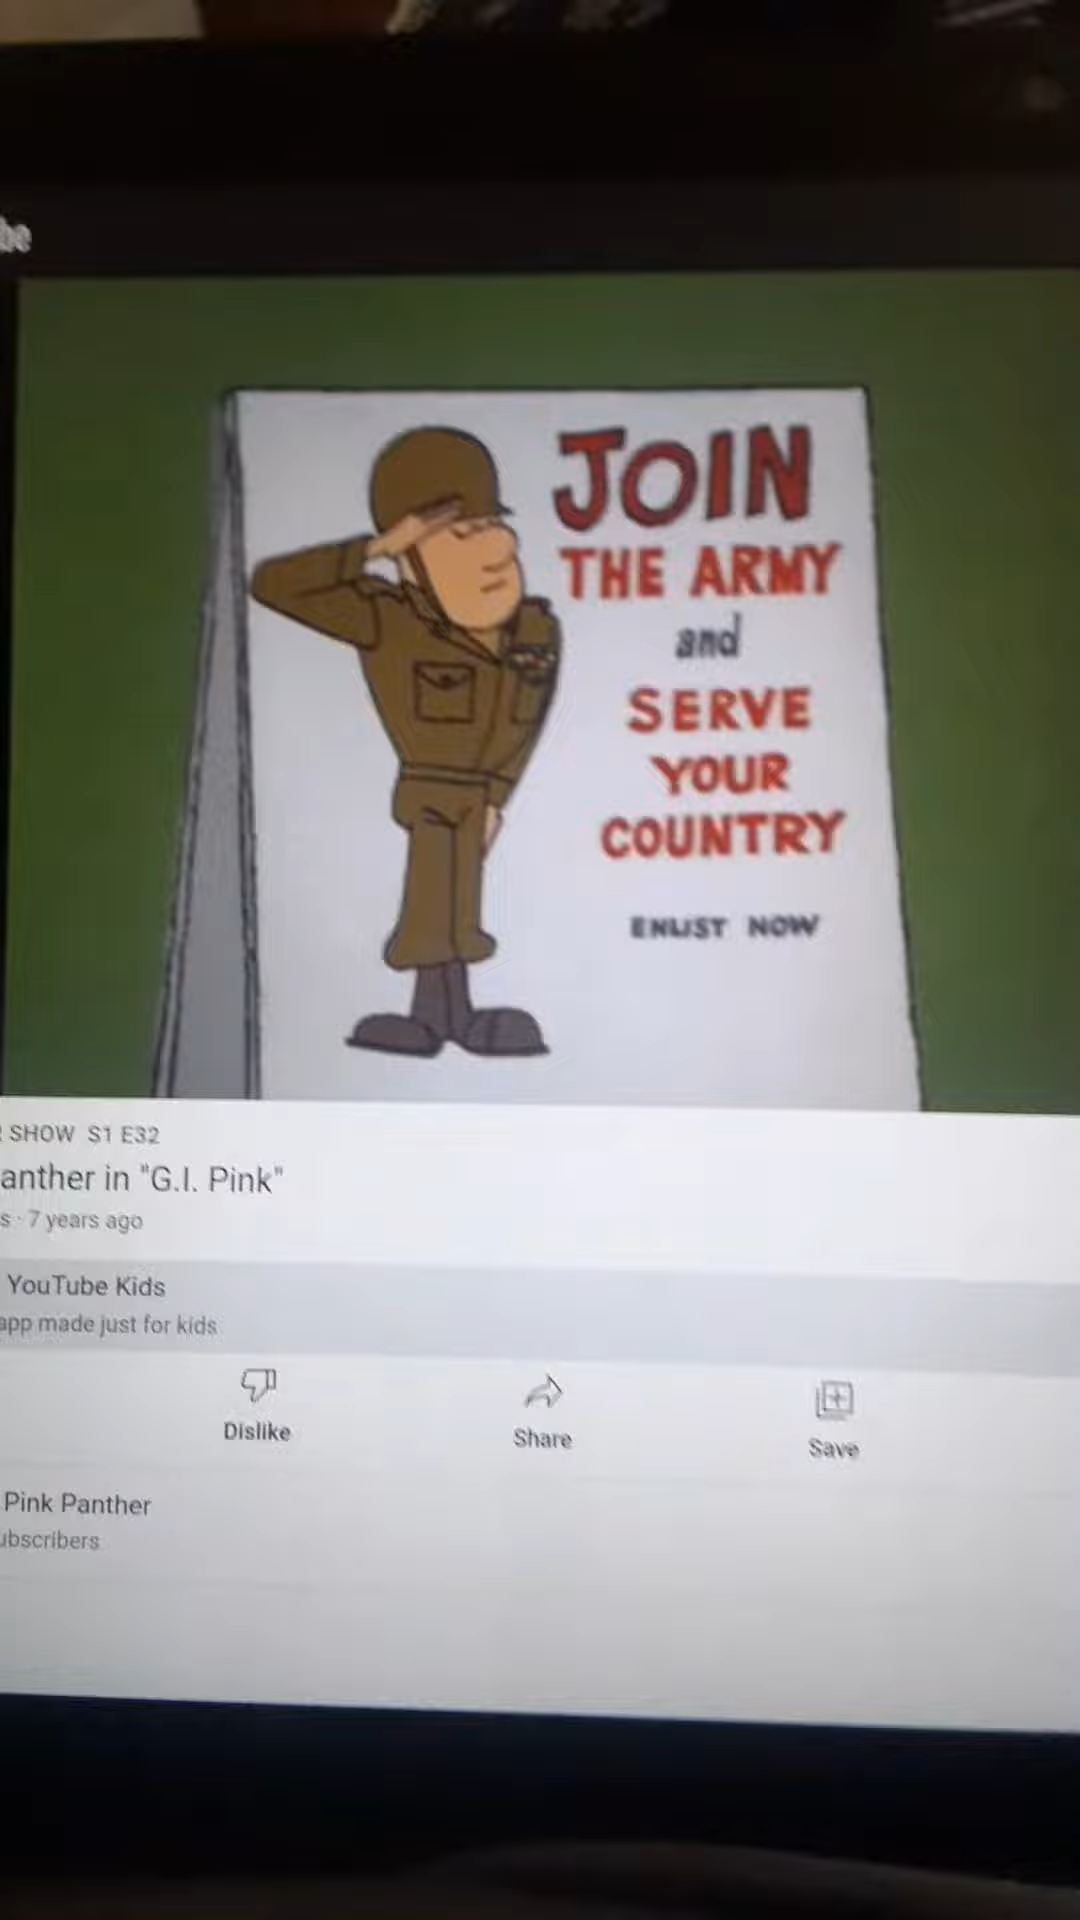 be
JOIN
THE ARMY
and
SERVE
YOUR
COUNTRY
ENLIST NOW
SHOW S1 E32
anther in "G.I. Pink"
s · 7 years ago
YouTube Kids
app made just for kids
Dislike
Share
Save
Pink Panther
ubscribers